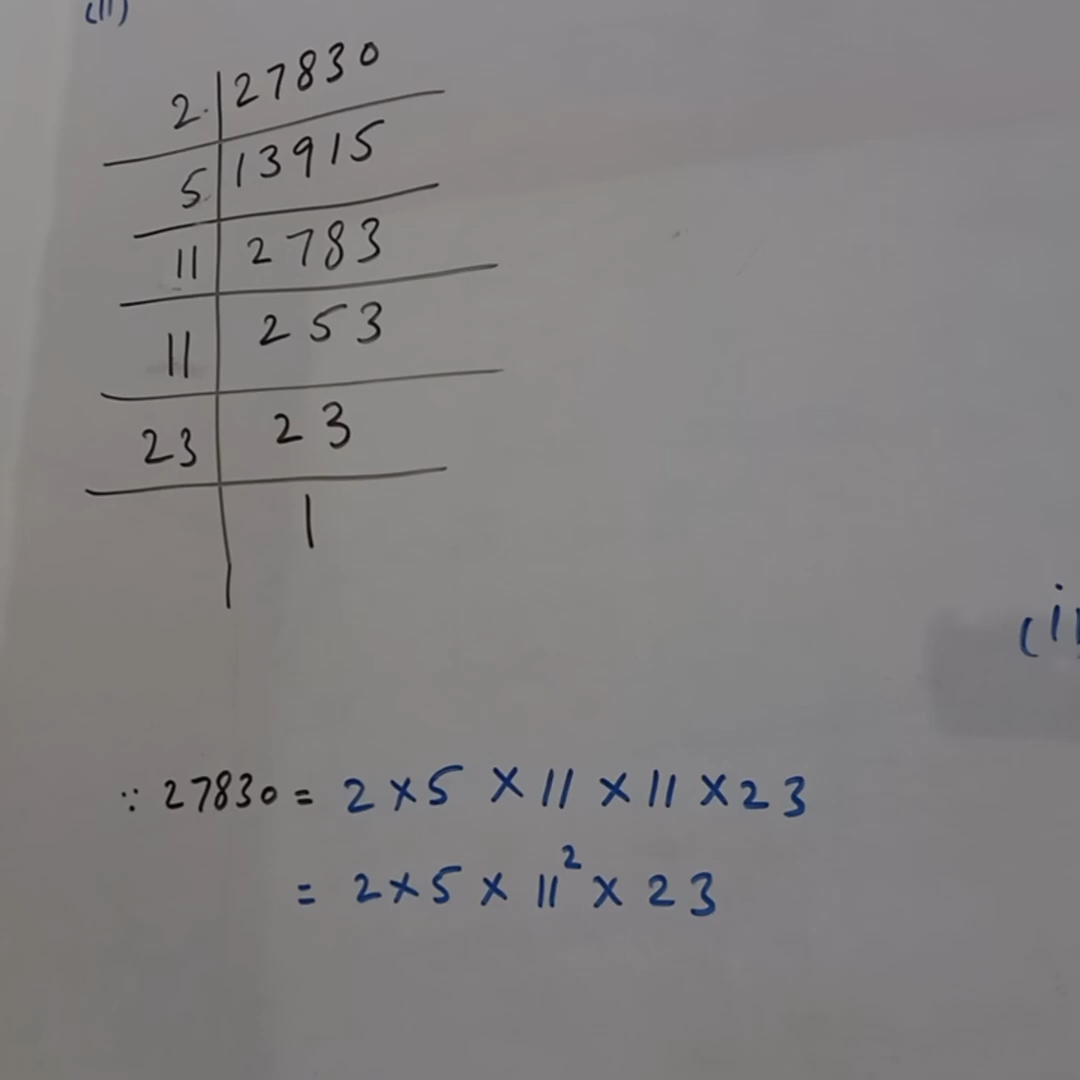 (ii)
2 27830
5 13915
11 2783
11 253
23 23
1
∵ 27830 = 2 × 5 × 11 × 11 × 23
= 2 × 5 × 11² × 23